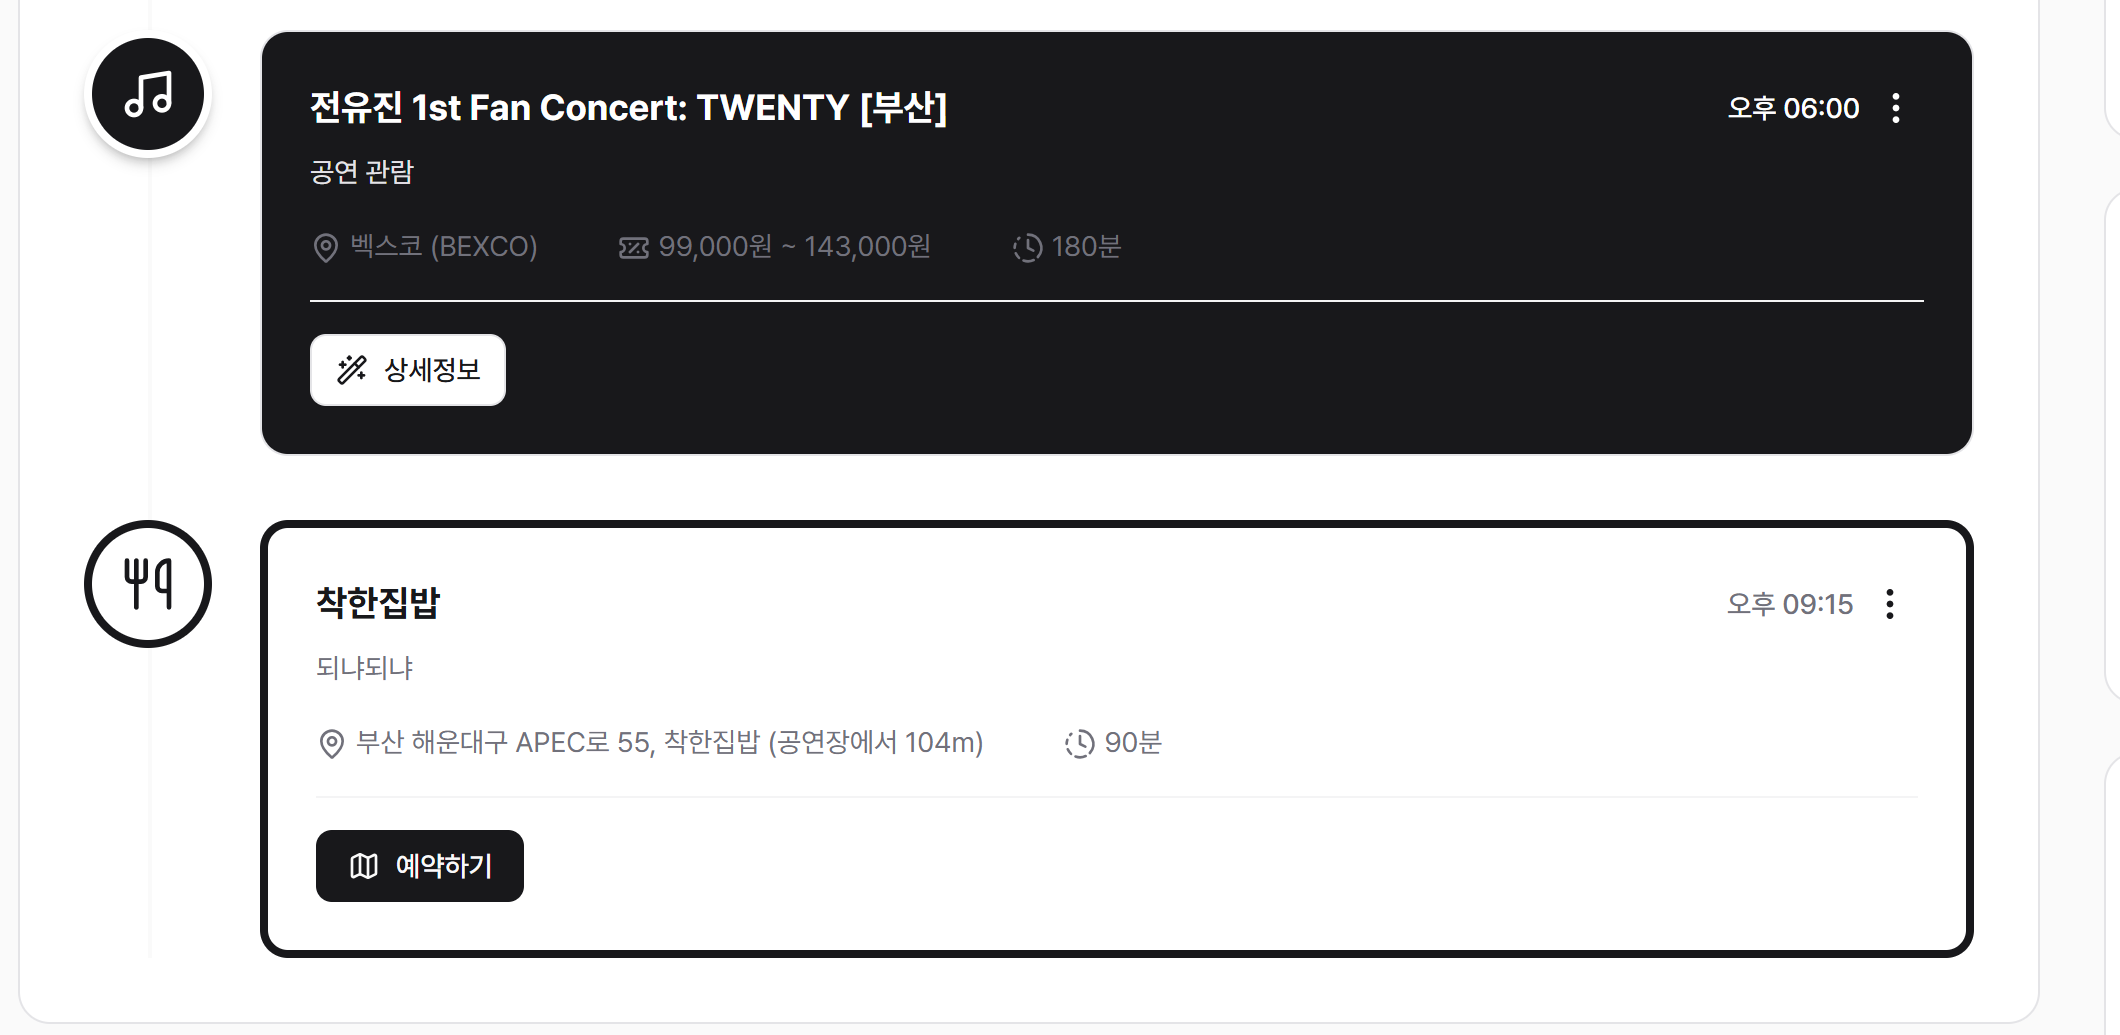 전유진 1st Fan Concert: TWENTY [부산]
오후 06:00
공연 관람
벡스코 (BEXCO)
99,000원 ~ 143,000원
180분
상세정보
착한집밥
오후 09:15
되냐되냐
부산 해운대구 APEC로 55, 착한집밥 (공연장에서 104m)
90분
예약하기